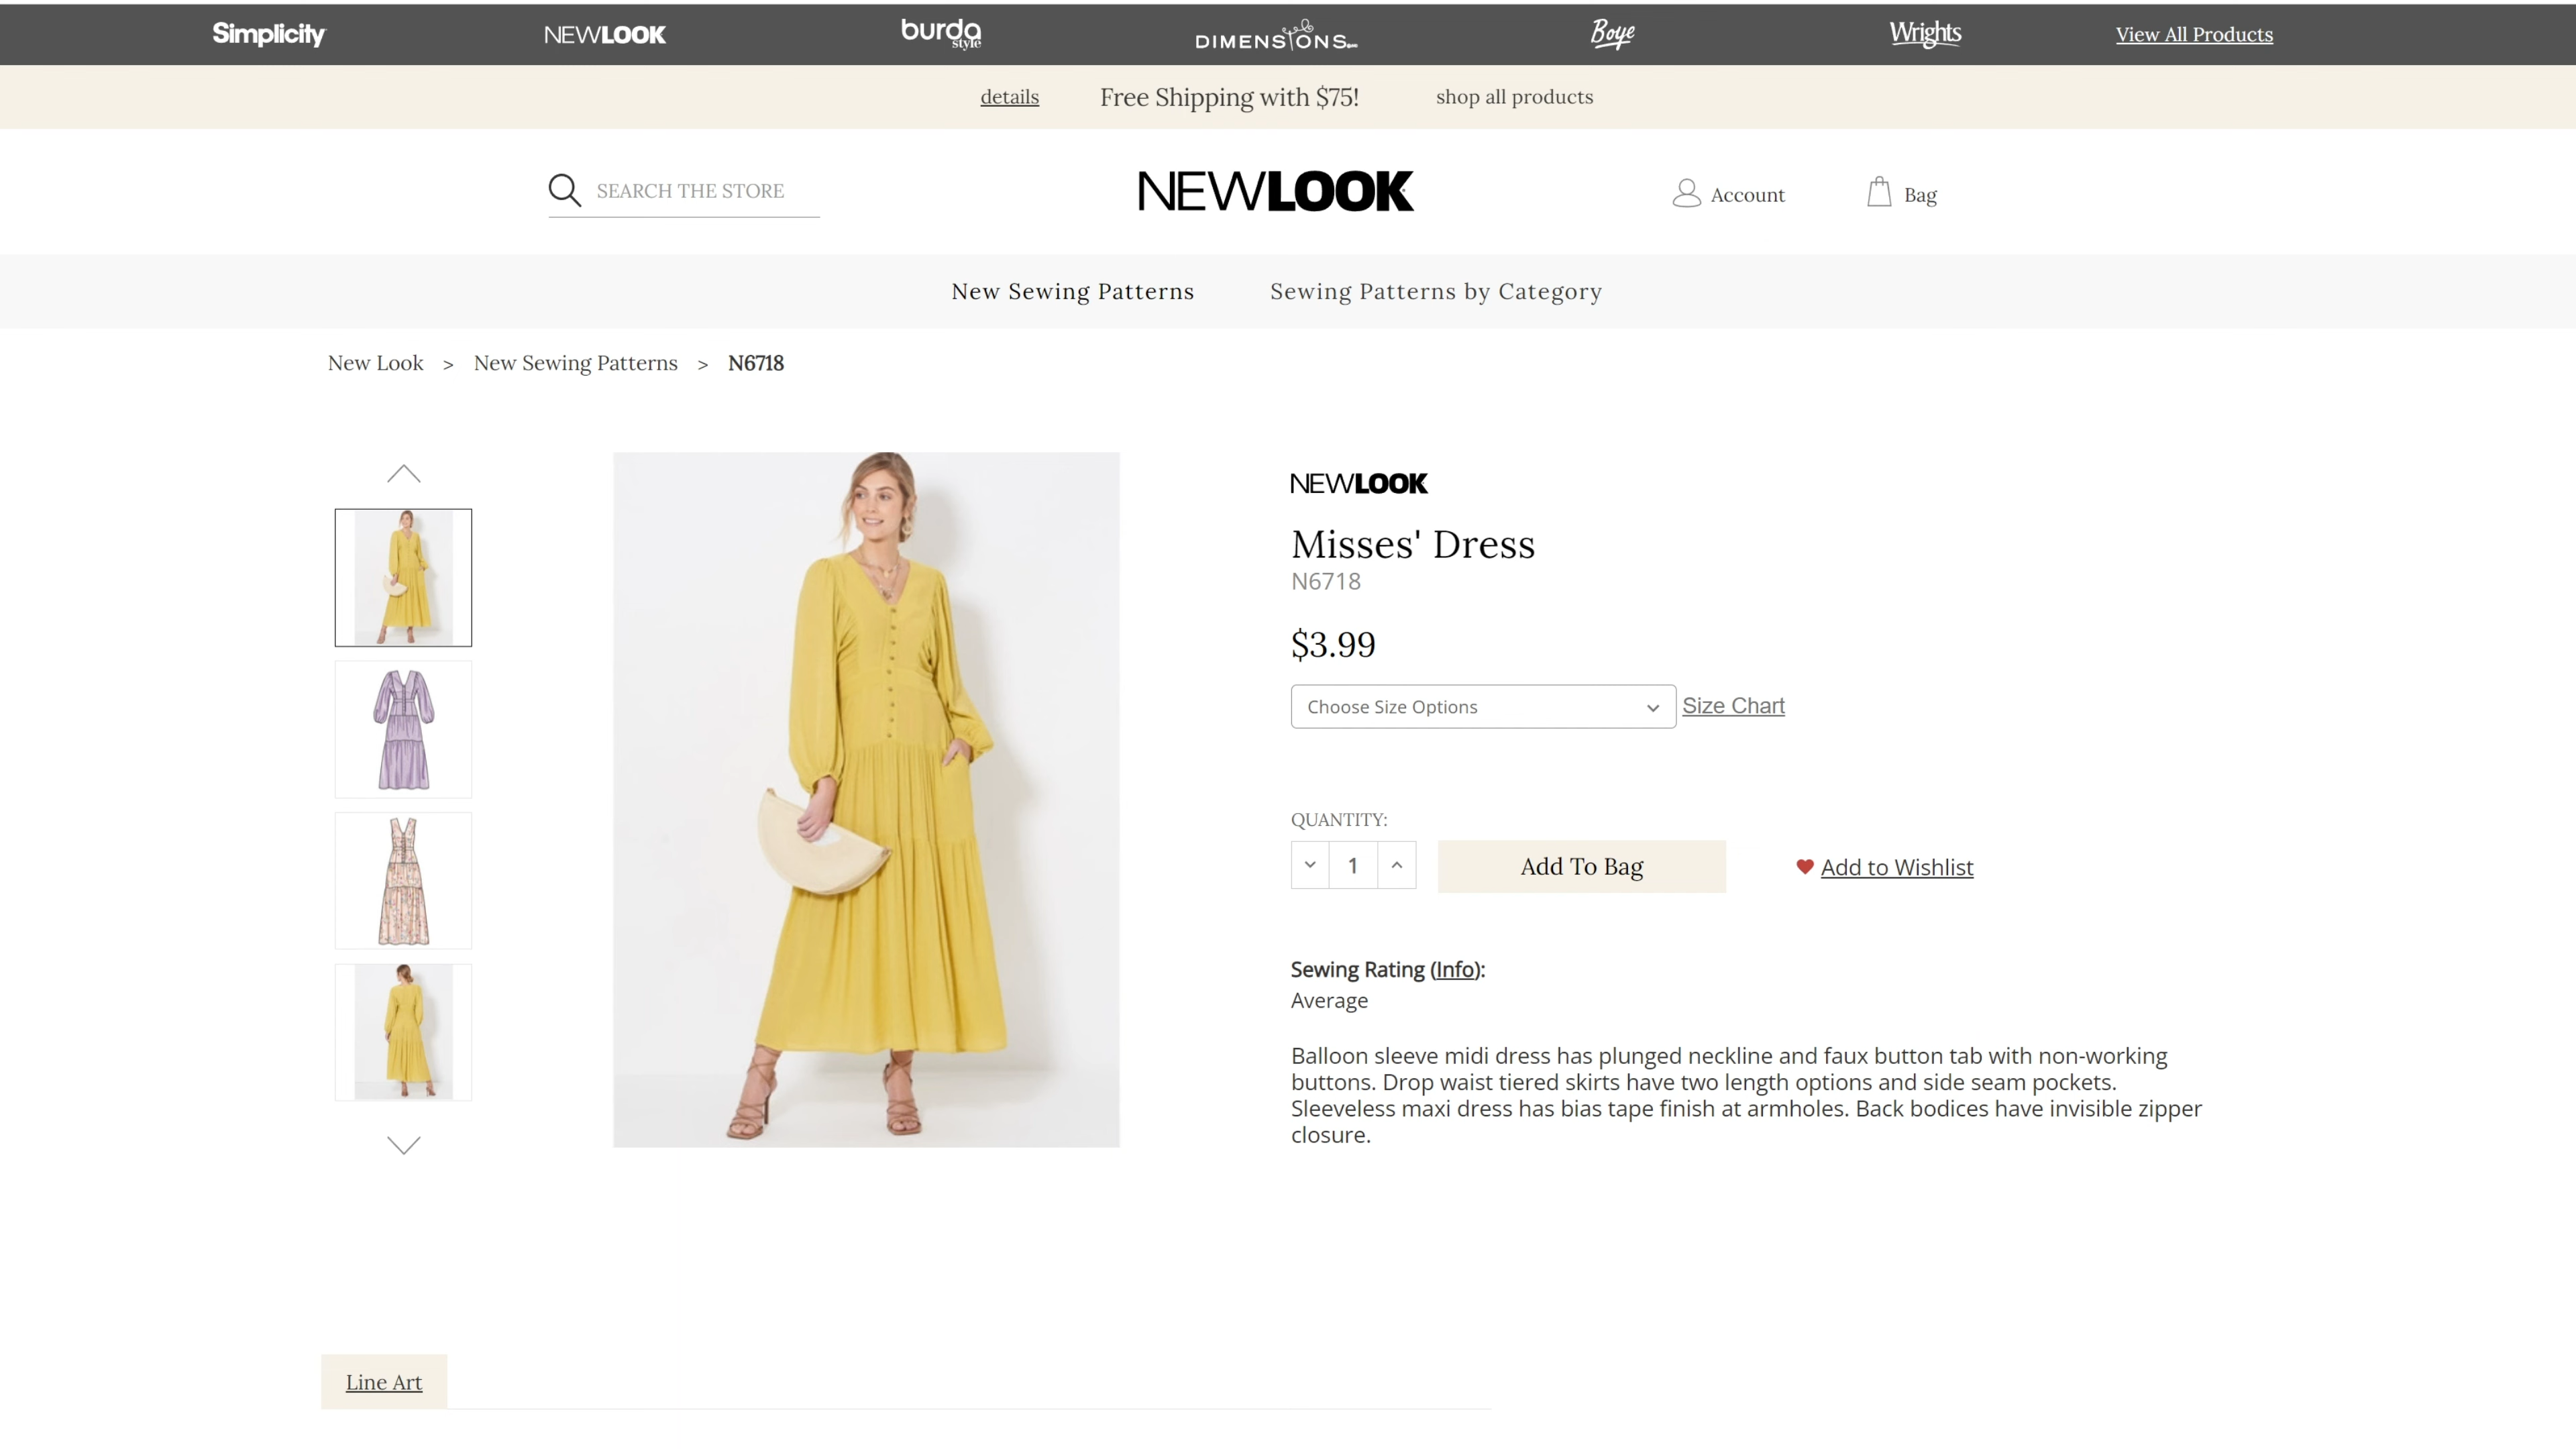 Simplicity
NEWLOOK
burda style
DIMENSIONS
Boye
Wrights
View All Products
details
Free Shipping with $75!
shop all products
SEARCH THE STORE
NEWLOOK
Account
Bag
New Sewing Patterns
Sewing Patterns by Category
New Look > New Sewing Patterns > N6718
NEWLOOK
Misses' Dress
N6718
$3.99
Choose Size Options
Size Chart
QUANTITY:
1
Add To Bag
Add to Wishlist
Sewing Rating (Info):
Average
Balloon sleeve midi dress has plunged neckline and faux button tab with non-working
buttons. Drop waist tiered skirts have two length options and side seam pockets.
Sleeveless maxi dress has bias tape finish at armholes. Back bodices have invisible zipper
closure.
Line Art